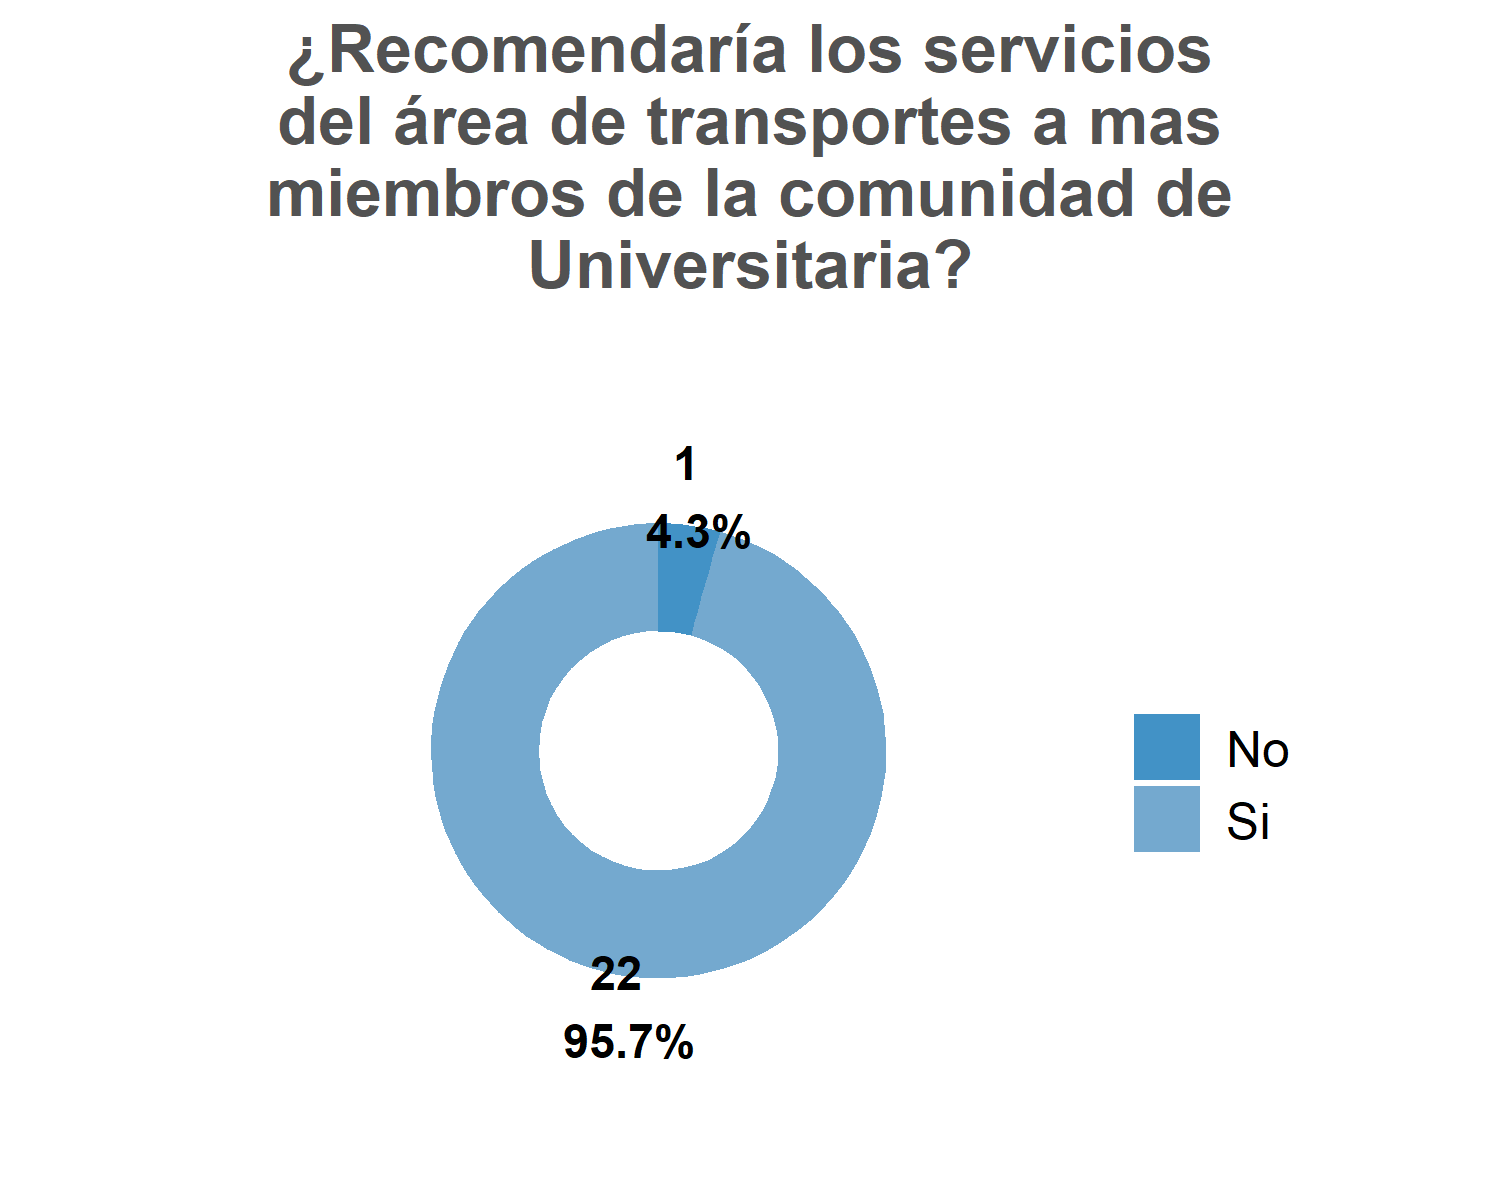 ¿Recomendaría los servicios
del área de transportes a mas
miembros de la comunidad de
Universitaria?
1
4.3%
No
Si
22
95.7%